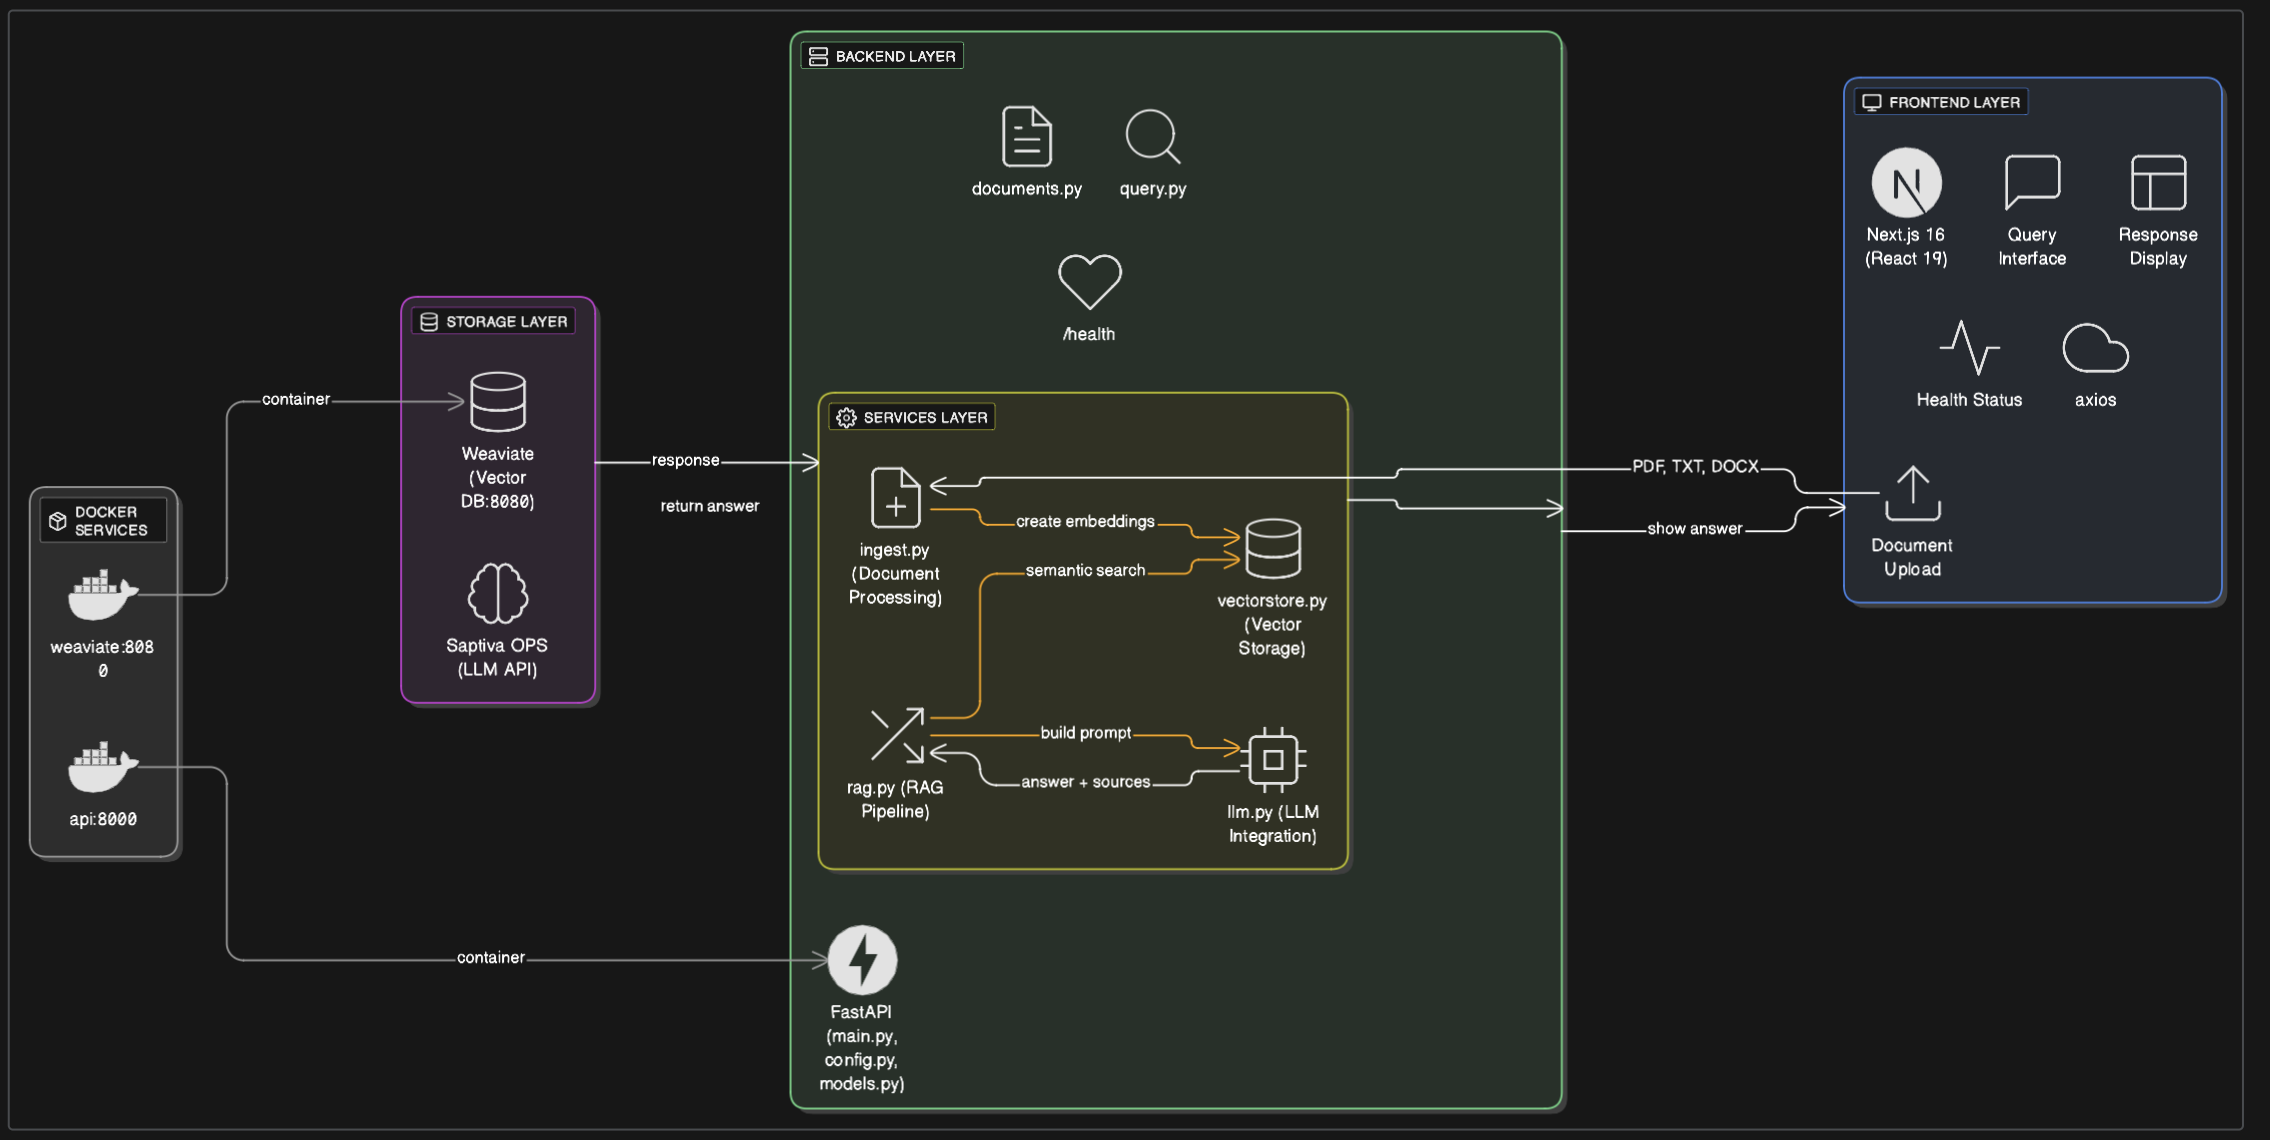 BACKEND LAYER
documents.py
query.py
/health
FRONTEND LAYER
Next.js 16
(React 19)
Query
Interface
Response
Display
Health Status
axios
Document
Upload
STORAGE LAYER
Weaviate
(Vector
DB:8080)
Saptiva OPS
(LLM API)
DOCKER
SERVICES
weaviate:808
0
api:8000
container
container
response
return answer
SERVICES LAYER
ingest.py
(Document
Processing)
create embeddings
semantic search
vectorstore.py
(Vector
Storage)
rag.py (RAG
Pipeline)
build prompt
answer + sources
llm.py (LLM
Integration)
PDF, TXT, DOCX
show answer
FastAPI
(main.py,
config.py,
models.py)